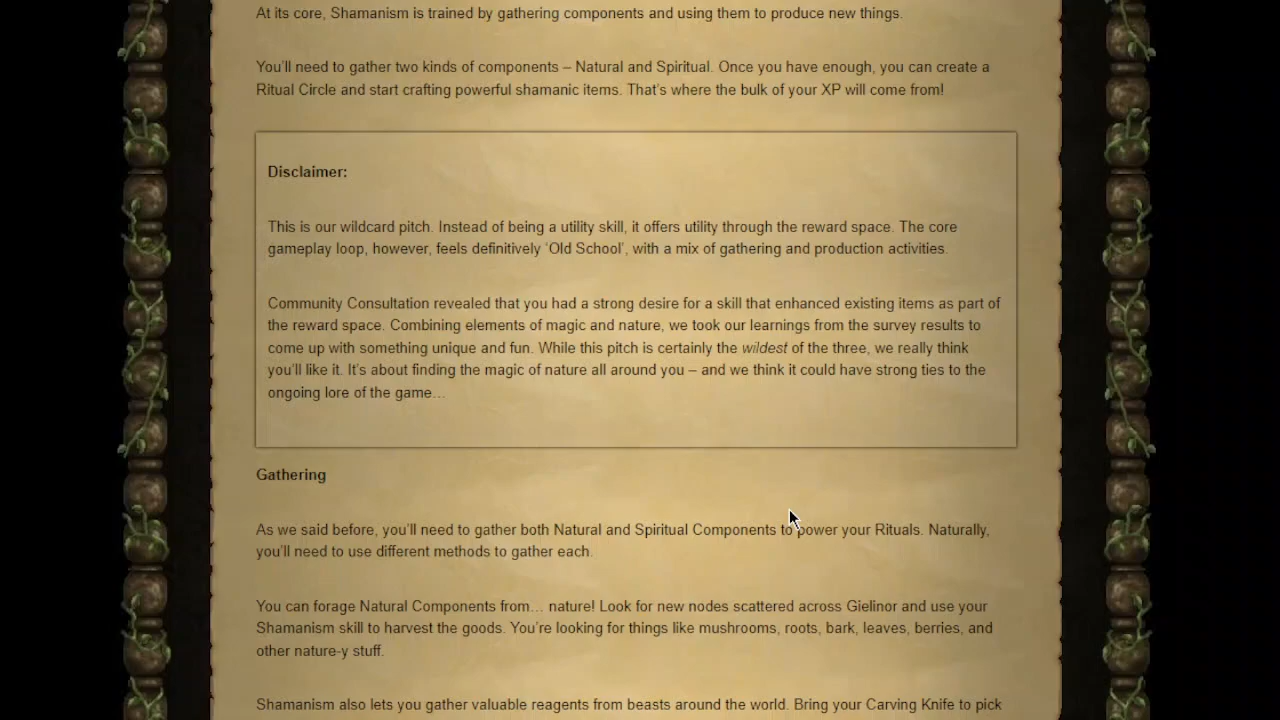 At its core, Shamanism is trained by gathering components and using them to produce new things.
You'll need to gather two kinds of components – Natural and Spiritual. Once you have enough, you can create a
Ritual Circle and start crafting powerful shamanic items. That's where the bulk of your XP will come from!
Disclaimer:
This is our wildcard pitch. Instead of being a utility skill, it offers utility through the reward space. The core
gameplay loop, however, feels definitively 'Old School', with a mix of gathering and production activities.
Community Consultation revealed that you had a strong desire for a skill that enhanced existing items as part of
the reward space. Combining elements of magic and nature, we took our learnings from the survey results to
come up with something unique and fun. While this pitch is certainly the wildest of the three, we really think
you'll like it. It's about finding the magic of nature all around you – and we think it could have strong ties to the
ongoing lore of the game…
Gathering
As we said before, you'll need to gather both Natural and Spiritual Components to power your Rituals. Naturally,
you'll need to use different methods to gather each.
You can forage Natural Components from… nature! Look for new nodes scattered across Gielinor and use your
Shamanism skill to harvest the goods. You're looking for things like mushrooms, roots, bark, leaves, berries, and
other nature-y stuff.
Shamanism also lets you gather valuable reagents from beasts around the world. Bring your Carving Knife to pick